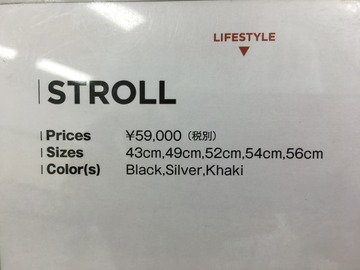 LIFESTYLE
STROLL
Prices ¥59,000（税別）
Sizes 43cm,49cm,52cm,54cm,56cm
Color(s) Black,Silver,Khaki